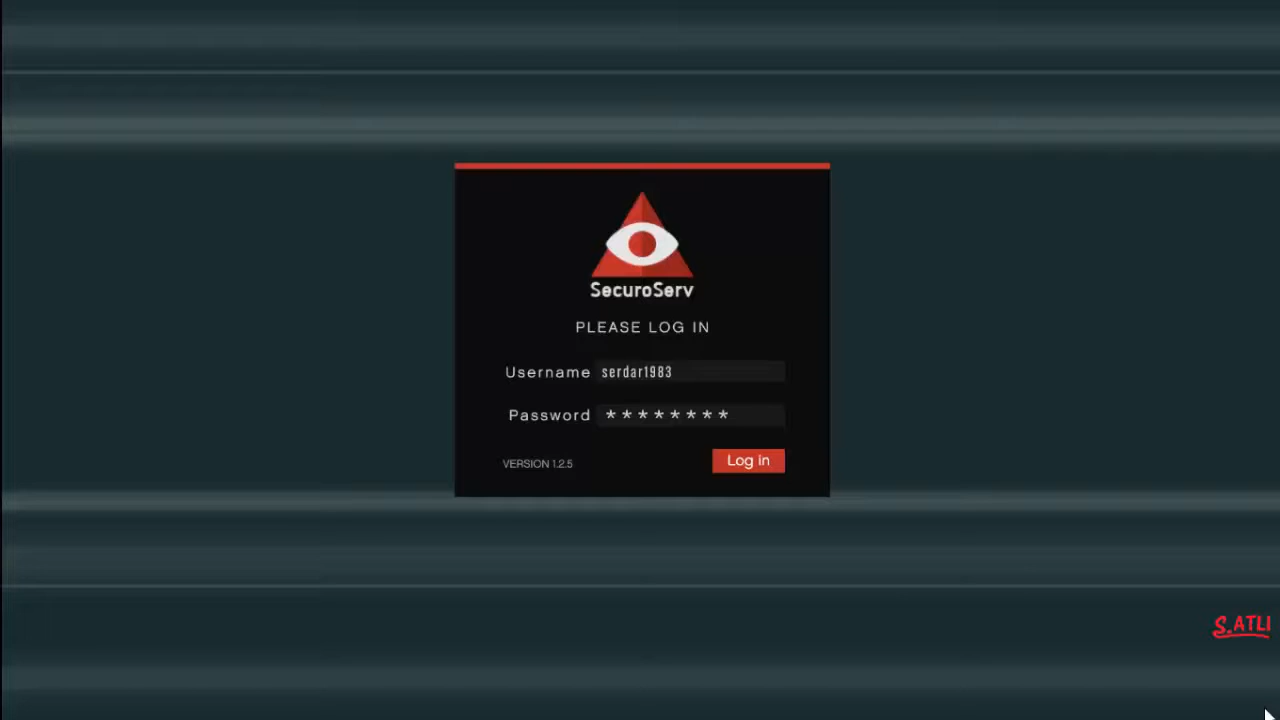 SecuroServ
PLEASE LOG IN
Username serdar1983
Password ********
VERSION 1.2.5 Log in
S.ATLI